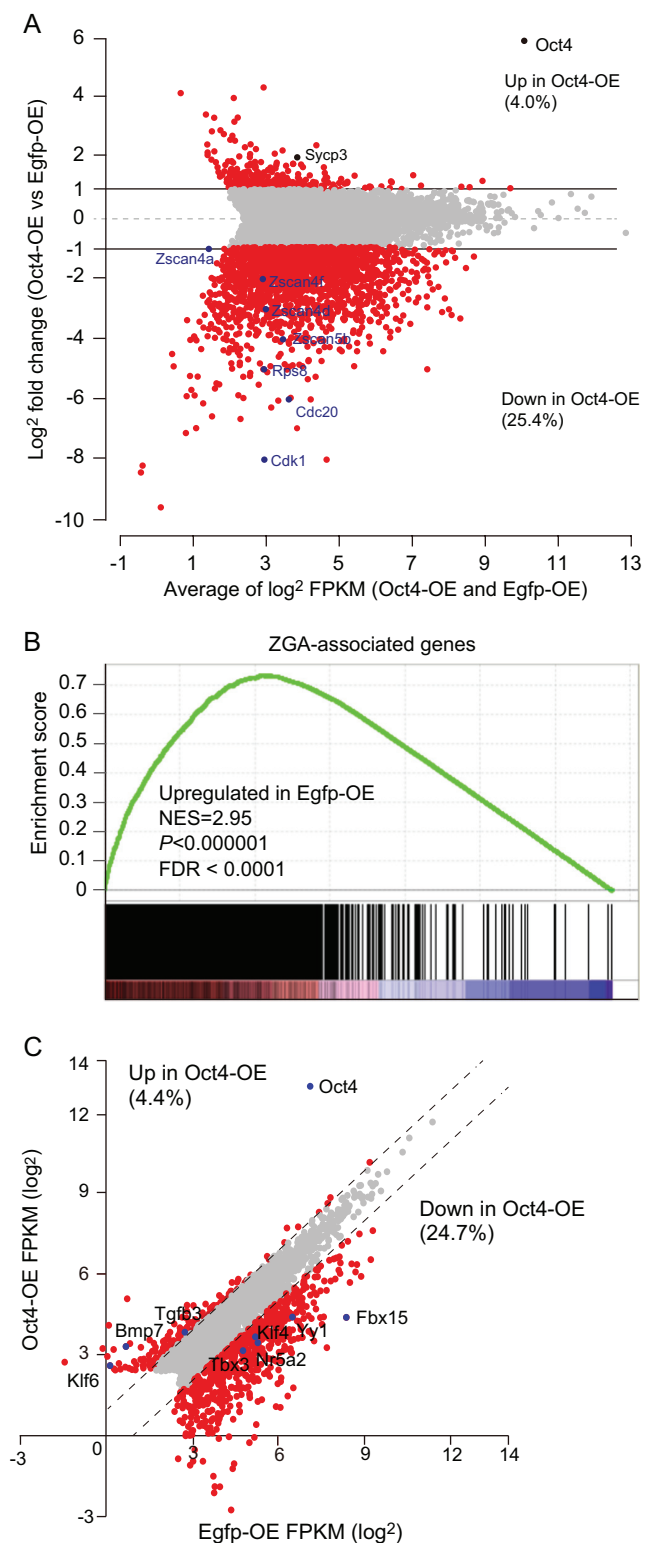 A
6
Oct4
Up in Oct4-OE
(4.0%)
4
2
Sycp3
1
0
-1
Zscan4a
-2
Zscan4f
Zscan4d
-4
Zscan5b
Rps8
-6
Cdc20
Down in Oct4-OE
(25.4%)
-8
Cdk1
-10
Log² fold change (Oct4-OE vs Egfp-OE)
-1 1 3 5 7 9 11 13
Average of log² FPKM (Oct4-OE and Egfp-OE)
B
ZGA-associated genes
0.7
0.6
0.5
0.4
0.3
0.2
0.1
0
Enrichment score
Upregulated in Egfp-OE
NES=2.95
P<0.000001
FDR < 0.0001
C
14
Up in Oct4-OE
(4.4%)
Oct4
12
9
Down in Oct4-OE
(24.7%)
6
Tgfb3
Bmp7
Klf4
Yy1
Fbx15
3
Tbx3
Nr5a2
Klf6
Oct4-OE FPKM (log²)
-3 0 3 6 9 12 14
-3
Egfp-OE FPKM (log²)